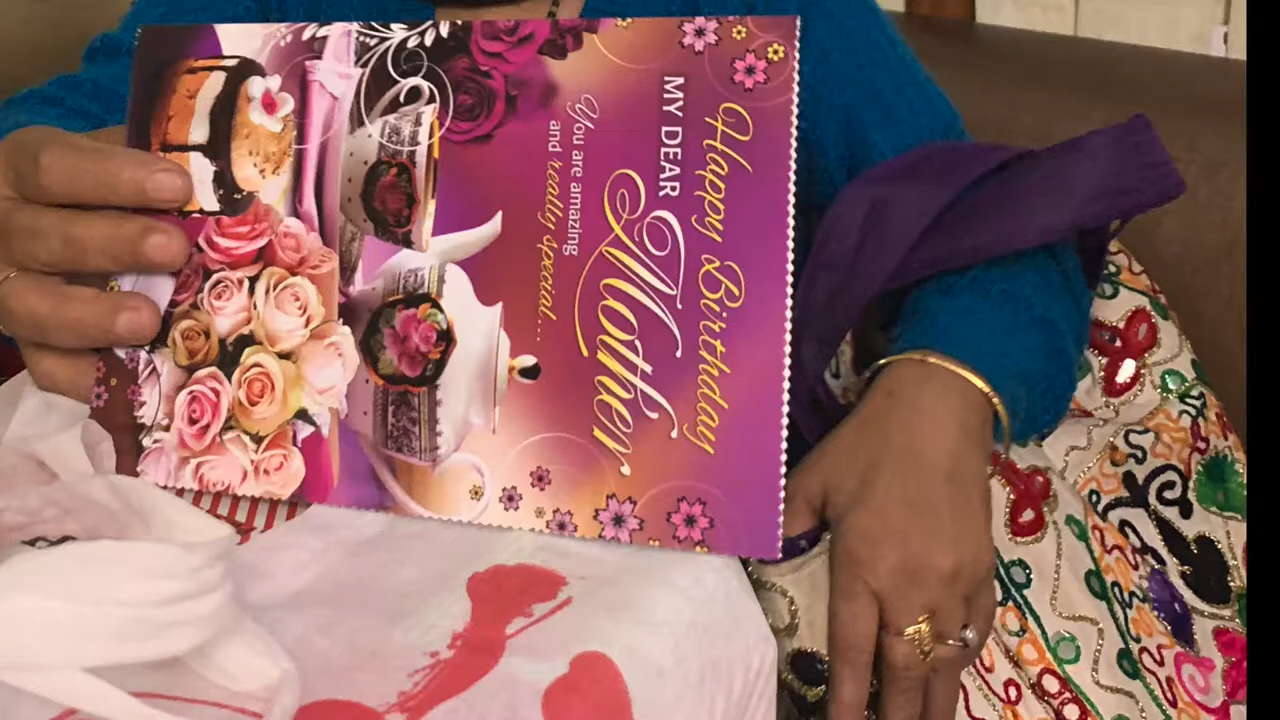 Happy Birthday
MY DEAR
Mother
You are amazing
and really special...